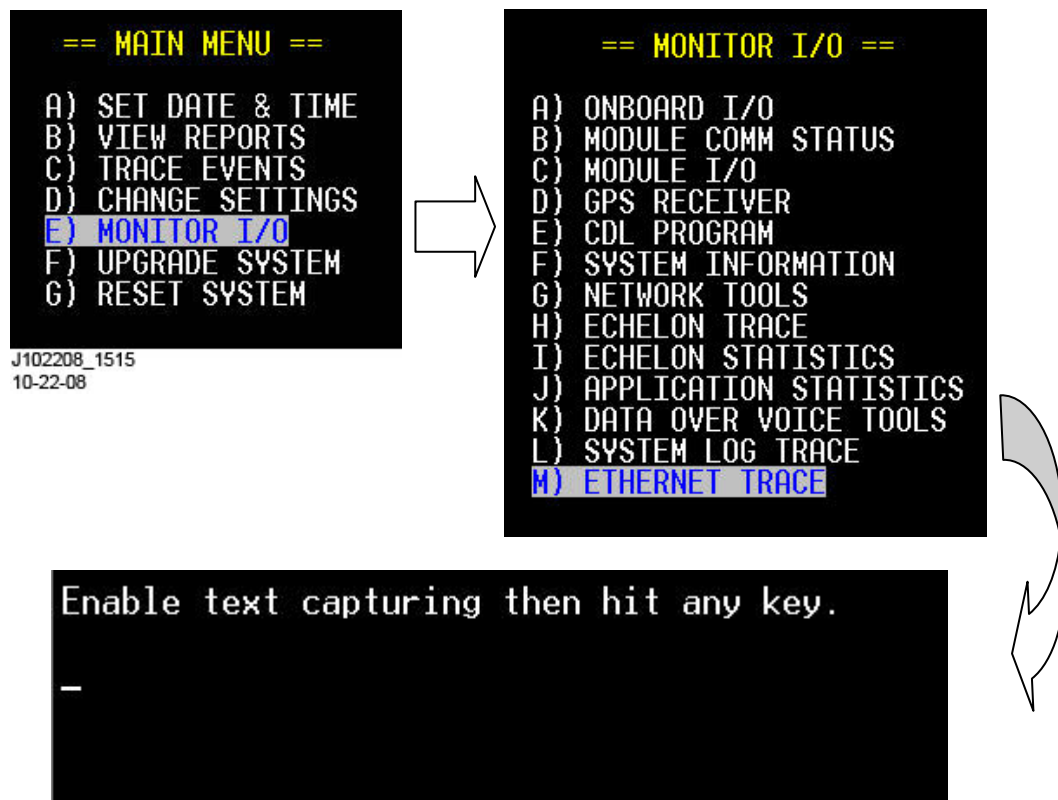 == MAIN MENU ==
A) SET DATE & TIME
B) VIEW REPORTS
C) TRACE EVENTS
D) CHANGE SETTINGS
E) MONITOR I/O
F) UPGRADE SYSTEM
G) RESET SYSTEM
J102208_1515
10-22-08
== MONITOR I/O ==
A) ONBOARD I/O
B) MODULE COMM STATUS
C) MODULE I/O
D) GPS RECEIVER
E) CDL PROGRAM
F) SYSTEM INFORMATION
G) NETWORK TOOLS
H) ECHELON TRACE
I) ECHELON STATISTICS
J) APPLICATION STATISTICS
K) DATA OVER VOICE TOOLS
L) SYSTEM LOG TRACE
M) ETHERNET TRACE
Enable text capturing then hit any key.
_